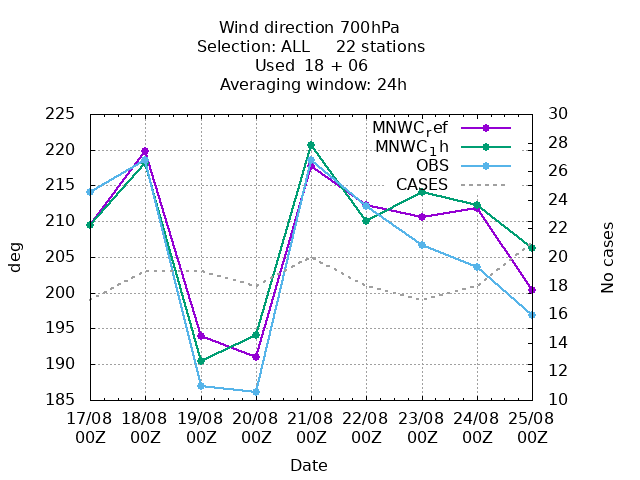 Wind direction 700hPa
Selection: ALL     22 stations
Used  18 + 06
Averaging window: 24h
225
220
215
210
205
200
195
190
185
deg
30
28
26
24
22
20
18
16
14
12
10
No cases
MNWC_ref
MNWC_1h
OBS
CASES
17/08 18/08 19/08 20/08 21/08 22/08 23/08 24/08 25/08
00Z 00Z 00Z 00Z 00Z 00Z 00Z 00Z 00Z
Date